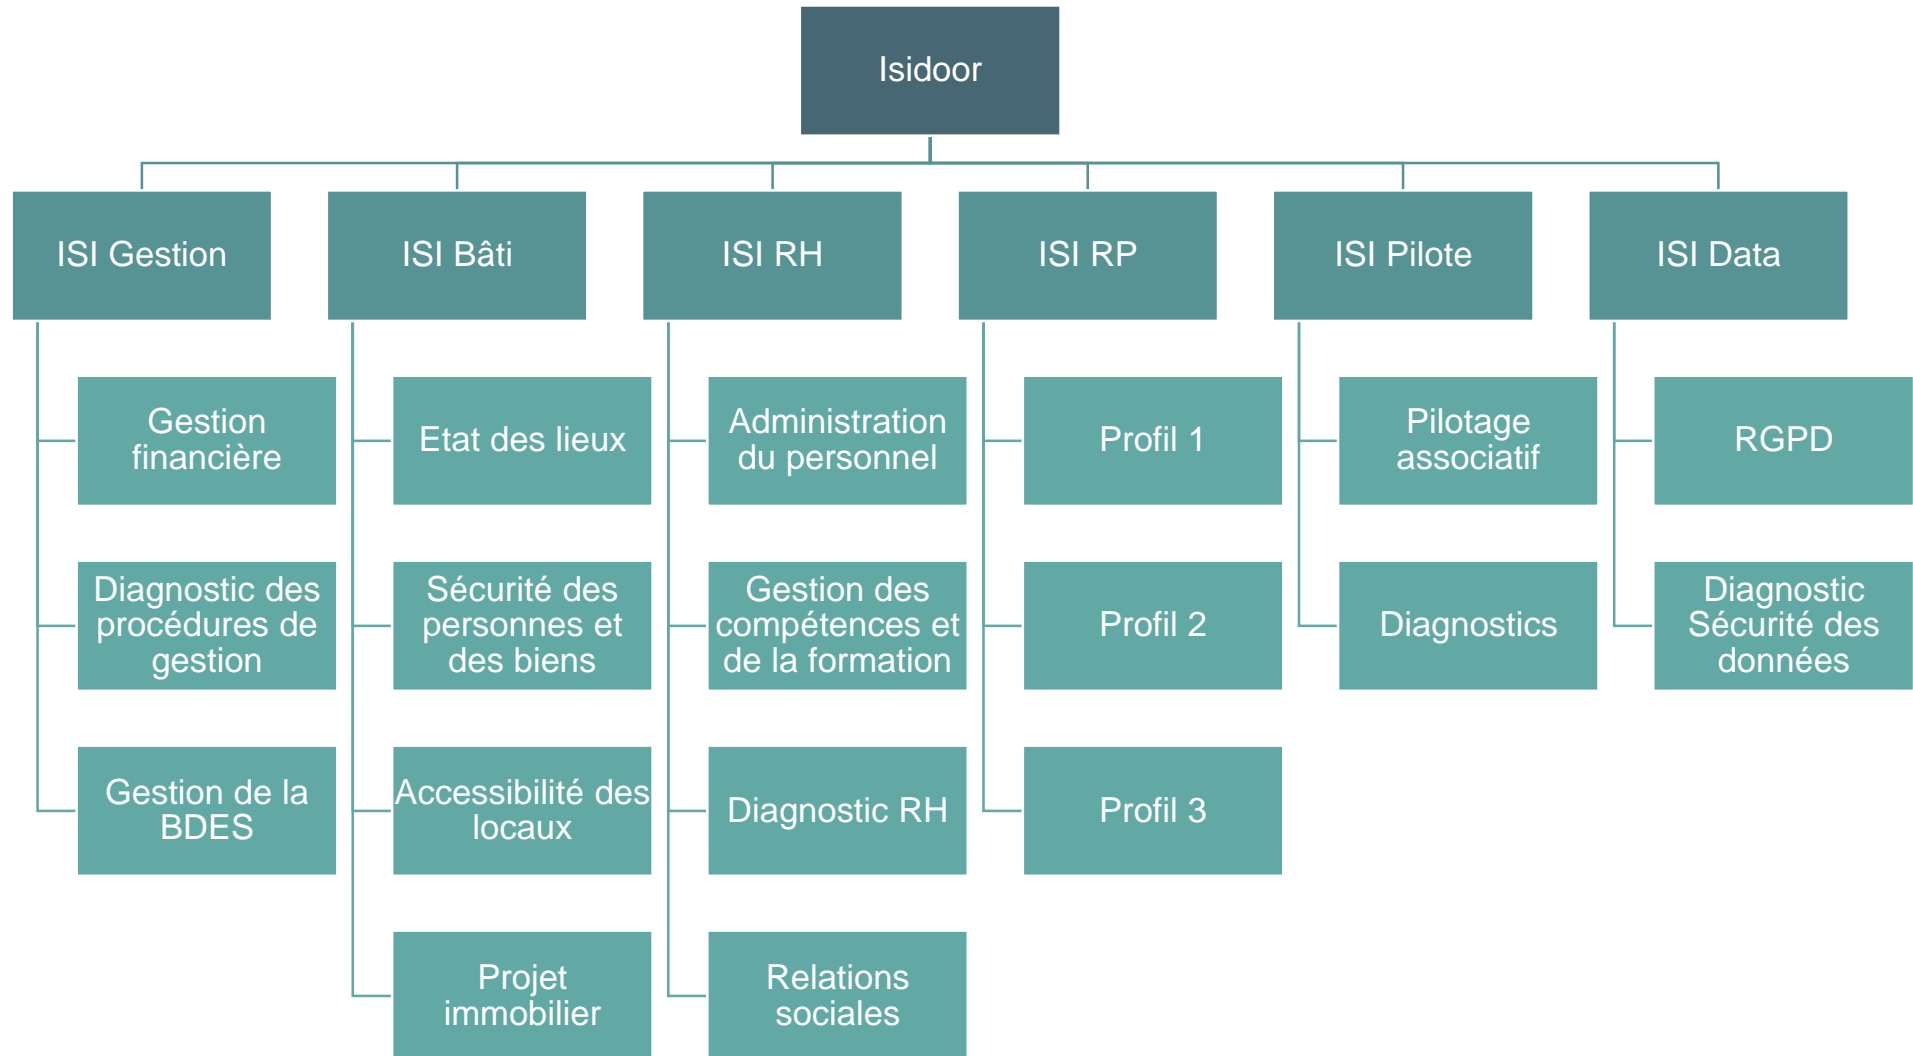 Isidoor
ISI Gestion
ISI Bâti
ISI RH
ISI RP
ISI Pilote
ISI Data
Gestion
financière
Etat des lieux
Administration
du personnel
Profil 1
Pilotage
associatif
RGPD
Diagnostic des
procédures de
gestion
Sécurité des
personnes et
des biens
Gestion des
compétences et
de la formation
Profil 2
Diagnostics
Diagnostic
Sécurité des
données
Gestion de la
BDES
Accessibilité des
locaux
Diagnostic RH
Profil 3
Projet
immobilier
Relations
sociales